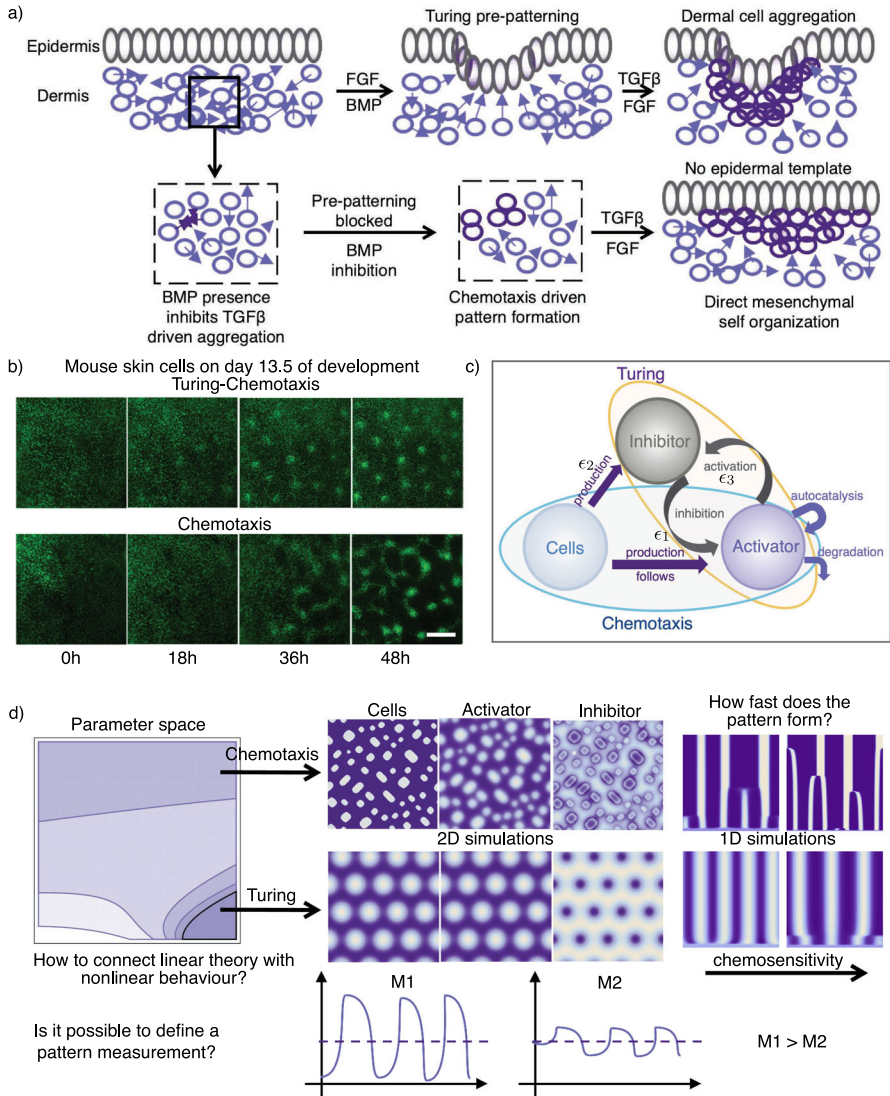 a)
Turing pre-patterning
Dermal cell aggregation
Epidermis
Dermis
FGF
BMP
TGFβ
FGF
No epidermal template
Pre-patterning
blocked
BMP
inhibition
TGFβ
FGF
BMP presence
inhibits TGFβ
driven aggregation
Chemotaxis driven
pattern formation
Direct mesenchymal
self organization
b)
Mouse skin cells on day 13.5 of development
Turing-Chemotaxis
Chemotaxis
0h
18h
36h
48h
c)
Turing
Inhibitor
ϵ2
production
activation
ϵ3
autocatalysis
inhibition
ϵ1
Cells
production
follows
Activator
degradation
Chemotaxis
d)
Parameter space
Cells
Activator
Inhibitor
How fast does the
pattern form?
Chemotaxis
2D simulations
1D simulations
Turing
How to connect linear theory with
nonlinear behaviour?
chemosensitivity
M1
M2
Is it possible to define a
pattern measurement?
M1 > M2